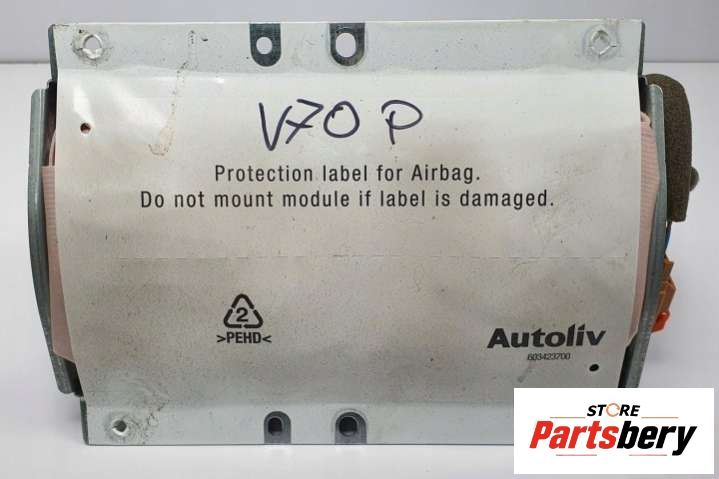 V70 P
Protection label for Airbag.
Do not mount module if label is damaged.
2
>PEHD<
Autoliv
603423700
STORE
Partsbery